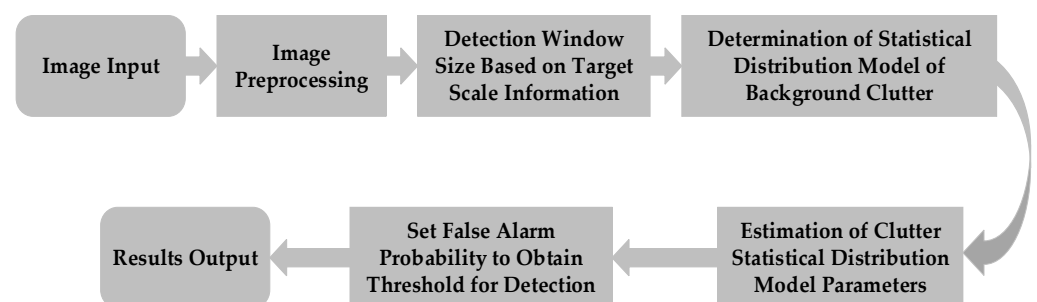 Image Input
Image
Preprocessing
Detection Window
Size Based on Target
Scale Information
Determination of Statistical
Distribution Model of
Background Clutter
Estimation of Clutter
Statistical Distribution
Model Parameters
Set False Alarm
Probability to Obtain
Threshold for Detection
Results Output